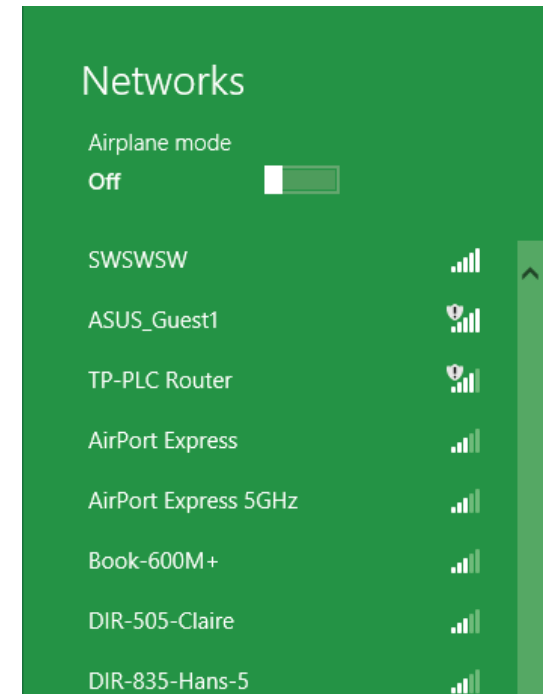 Networks
Airplane mode
Off
SWSWSW
ASUS_Guest1
TP-PLC Router
AirPort Express
AirPort Express 5GHz
Book-600M+
DIR-505-Claire
DIR-835-Hans-5